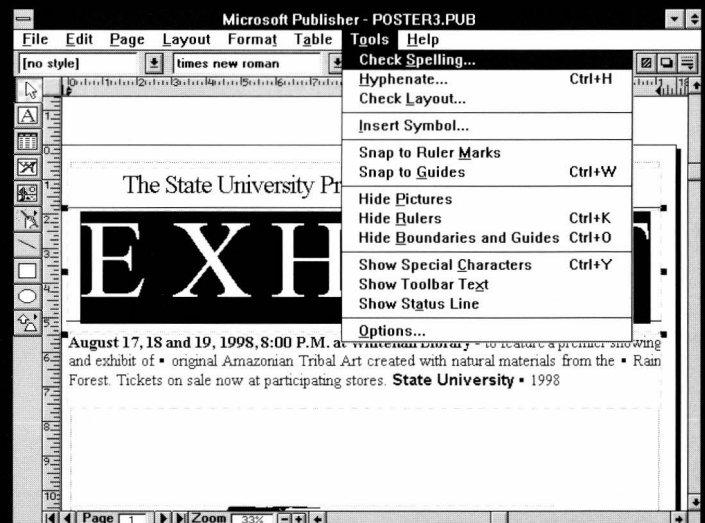 Microsoft Publisher - POSTER3.PUB
File Edit Page Layout Format Table Tools Help
[no style] times new roman
Check Spelling...
Hyphenate... Ctrl+H
Check Layout...
Insert Symbol...
Snap to Ruler Marks
Snap to Guides Ctrl+W
Hide Pictures
Hide Rulers Ctrl+K
Hide Boundaries and Guides Ctrl+O
Show Special Characters Ctrl+Y
Show Toolbar Text
Show Status Line
Options...
The State University Pr
E X H T
August 17, 18 and 19, 1998, 8:00 P.M. at Whitehall Library - to feature a premier showing
and exhibit of ▪ original Amazonian Tribal Art created with natural materials from the ▪ Rain
Forest. Tickets on sale now at participating stores. State University ▪ 1998
Page 1 Zoom 33%